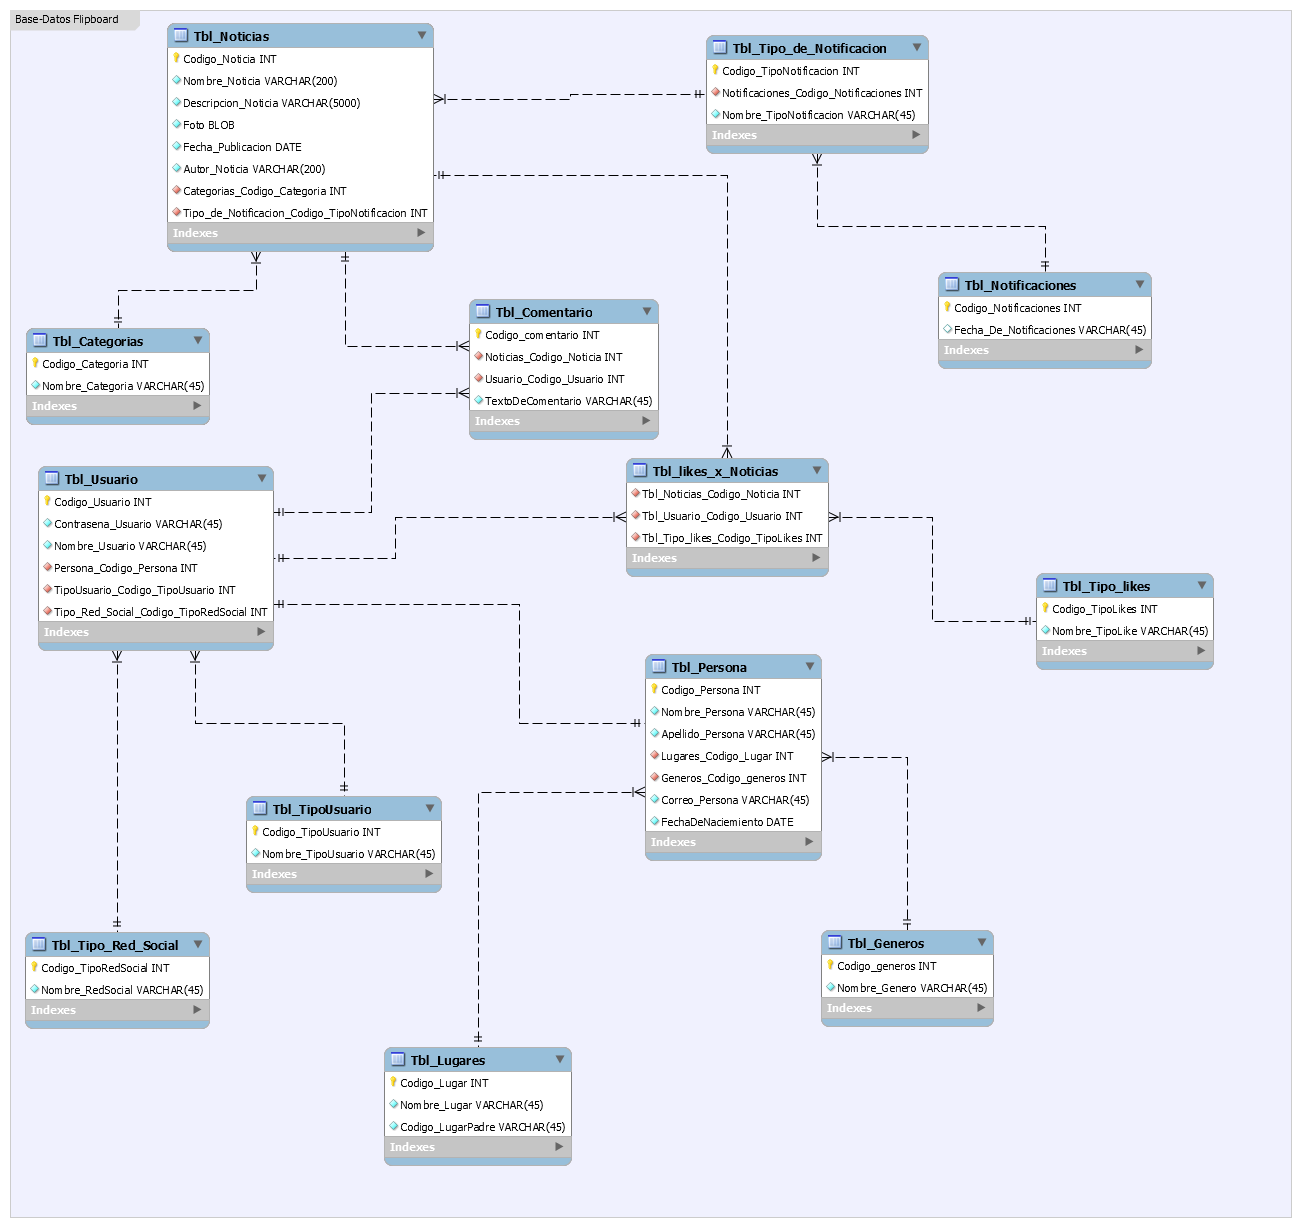 Base-Datos Flipboard
Tbl_Noticias
Codigo_Noticia INT
Nombre_Noticia VARCHAR(200)
Descripcion_Noticia VARCHAR(5000)
Foto BLOB
Fecha_Publicacion DATE
Autor_Noticia VARCHAR(200)
Categorias_Codigo_Categoria INT
Tipo_de_Notificacion_Codigo_TipoNotificacion INT
Indexes
Tbl_Tipo_de_Notificacion
Codigo_TipoNotificacion INT
Notificaciones_Codigo_Notificaciones INT
Nombre_TipoNotificacion VARCHAR(45)
Indexes
Tbl_Notificaciones
Codigo_Notificaciones INT
Fecha_De_Notificaciones VARCHAR(45)
Indexes
Tbl_Categorias
Codigo_Categoria INT
Nombre_Categoria VARCHAR(45)
Indexes
Tbl_Comentario
Codigo_comentario INT
Noticias_Codigo_Noticia INT
Usuario_Codigo_Usuario INT
TextoDeComentario VARCHAR(45)
Indexes
Tbl_Usuario
Codigo_Usuario INT
Contrasena_Usuario VARCHAR(45)
Nombre_Usuario VARCHAR(45)
Persona_Codigo_Persona INT
TipoUsuario_Codigo_TipoUsuario INT
Tipo_Red_Social_Codigo_TipoRedSocial INT
Indexes
Tbl_likes_x_Noticias
Tbl_Noticias_Codigo_Noticia INT
Tbl_Usuario_Codigo_Usuario INT
Tbl_Tipo_likes_Codigo_TipoLikes INT
Indexes
Tbl_Tipo_likes
Codigo_TipoLikes INT
Nombre_TipoLike VARCHAR(45)
Indexes
Tbl_Persona
Codigo_Persona INT
Nombre_Persona VARCHAR(45)
Apellido_Persona VARCHAR(45)
Lugares_Codigo_Lugar INT
Generos_Codigo_generos INT
Correo_Persona VARCHAR(45)
FechaDeNaciemiento DATE
Indexes
Tbl_TipoUsuario
Codigo_TipoUsuario INT
Nombre_TipoUsuario VARCHAR(45)
Indexes
Tbl_Tipo_Red_Social
Codigo_TipoRedSocial INT
Nombre_RedSocial VARCHAR(45)
Indexes
Tbl_Generos
Codigo_generos INT
Nombre_Genero VARCHAR(45)
Indexes
Tbl_Lugares
Codigo_Lugar INT
Nombre_Lugar VARCHAR(45)
Codigo_LugarPadre VARCHAR(45)
Indexes